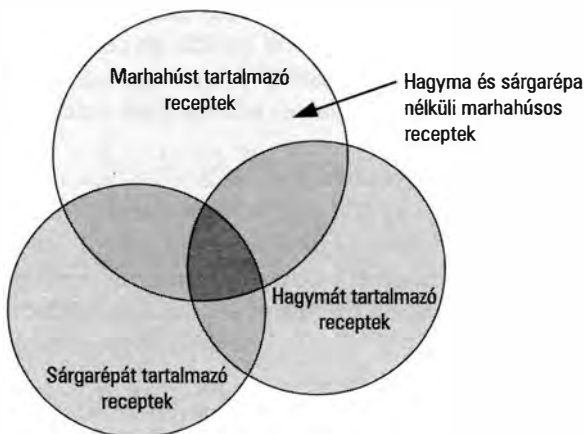 Marhahúst tartalmazó
receptek
Hagyma és sárgarépa
nélküli marhahúsos
receptek
Hagymát tartalmazó
receptek
Sárgarépát tartalmazó
receptek